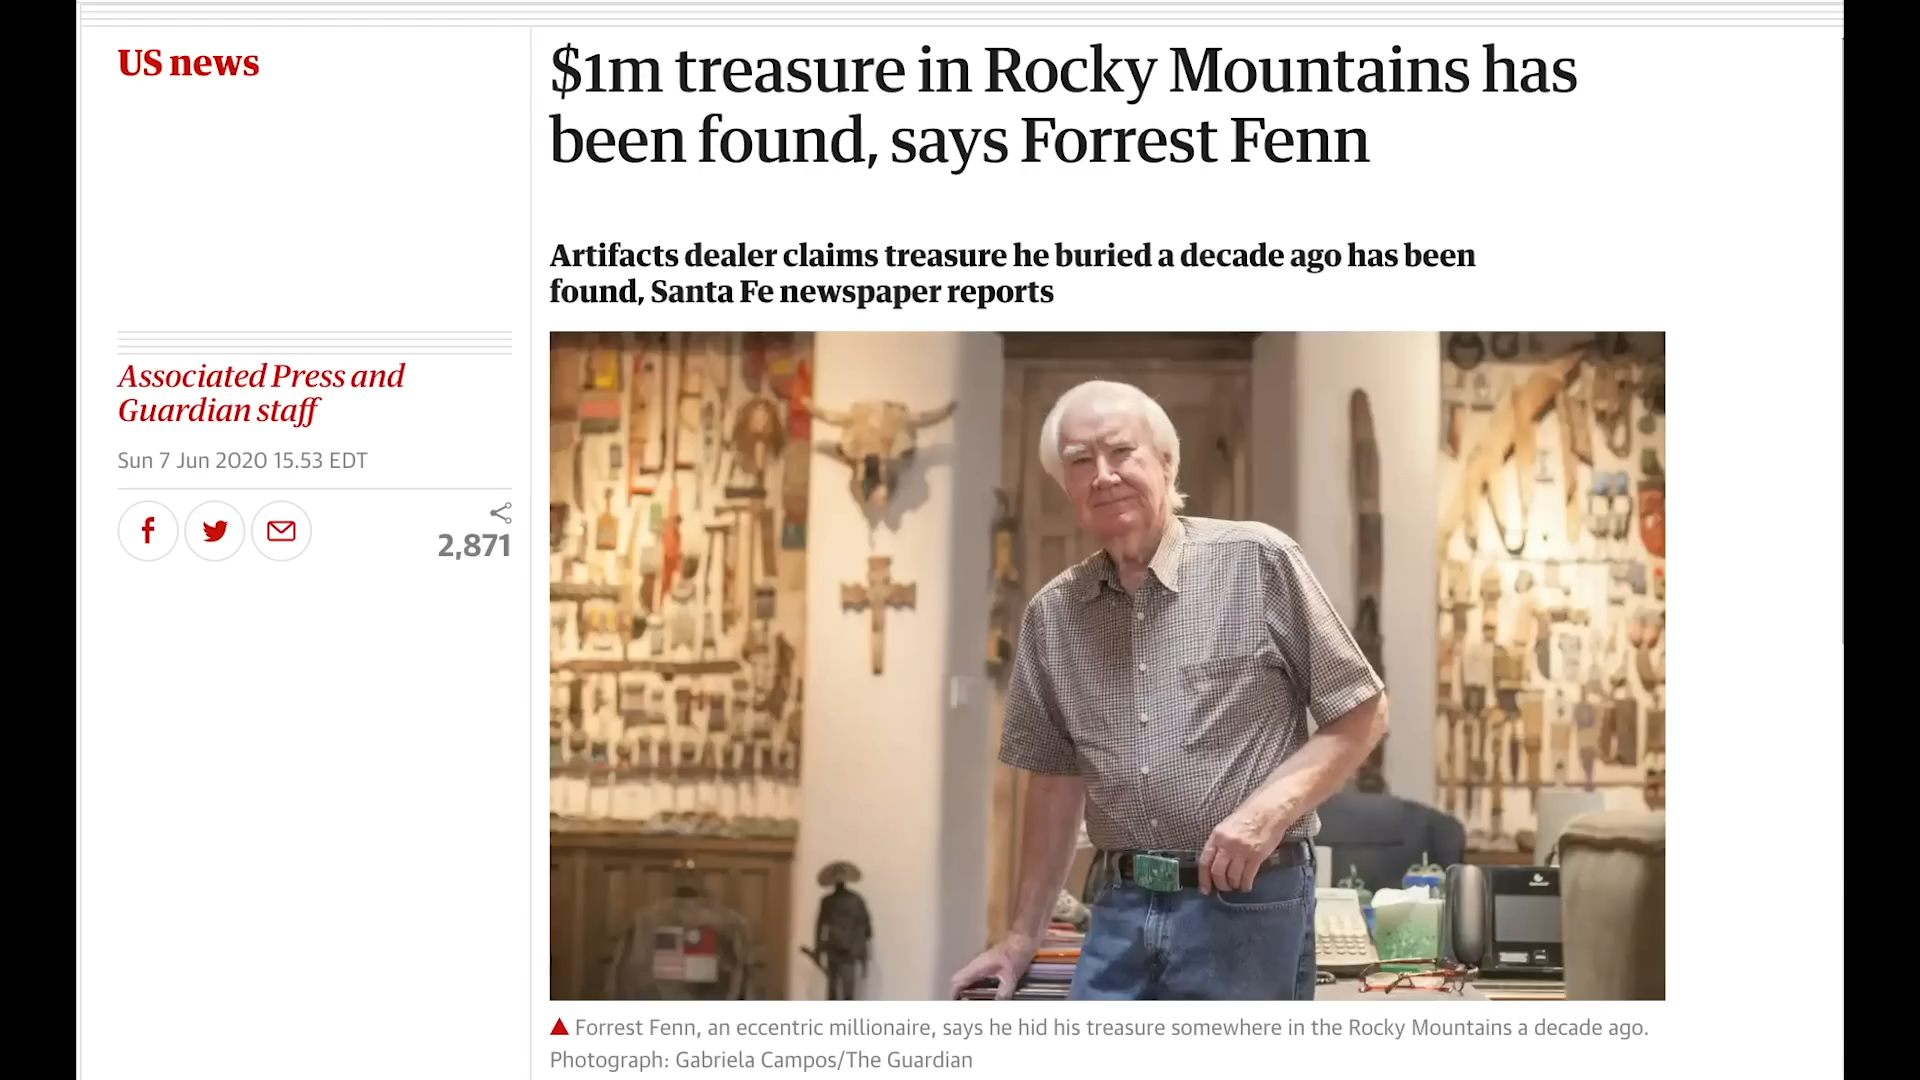 US news
$1m treasure in Rocky Mountains has
been found, says Forrest Fenn
Artifacts dealer claims treasure he buried a decade ago has been
found, Santa Fe newspaper reports
Associated Press and
Guardian staff
Sun 7 Jun 2020 15.53 EDT
2,871
Forrest Fenn, an eccentric millionaire, says he hid his treasure somewhere in the Rocky Mountains a decade ago.
Photograph: Gabriela Campos/The Guardian